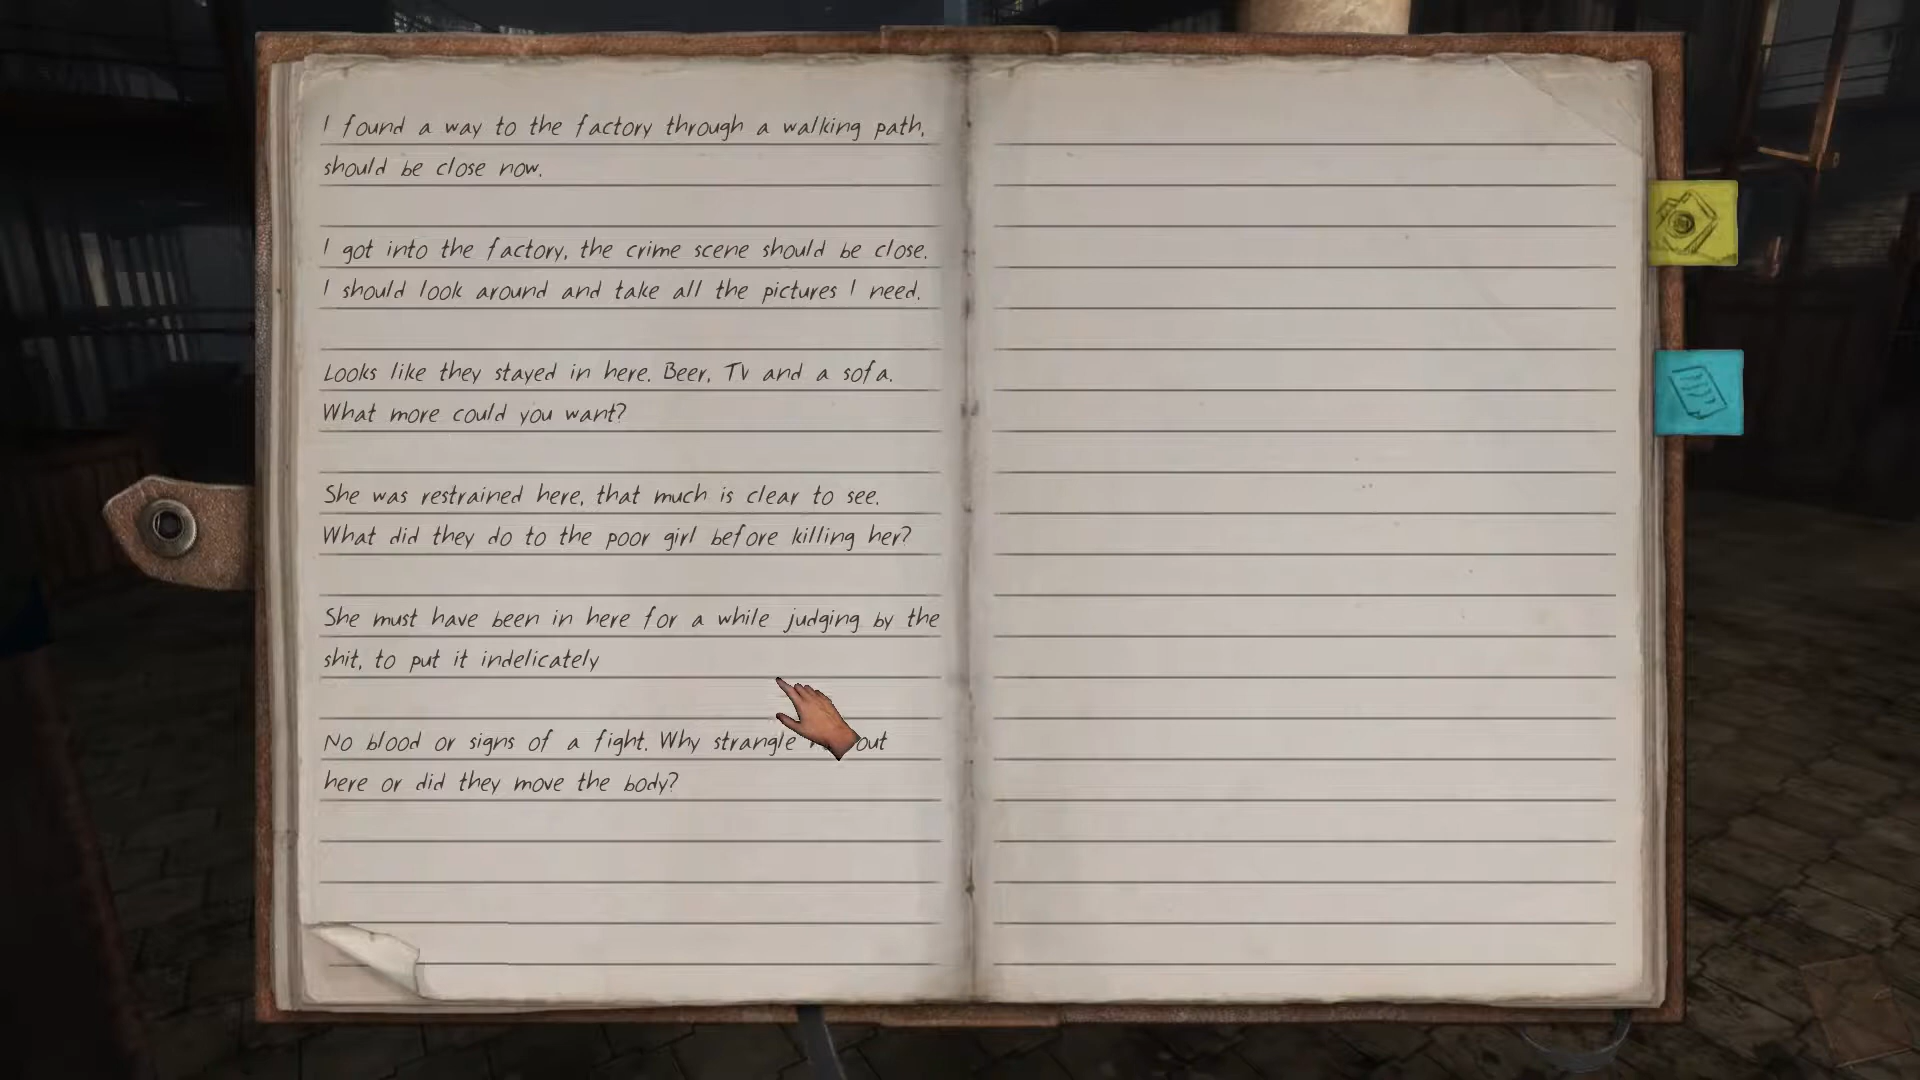 I found a way to the factory through a walking path,
should be close now.
I got into the factory, the crime scene should be close.
I should look around and take all the pictures I need.
Looks like they stayed in here. Beer, TV and a sofa.
What more could you want?
She was restrained here, that much is clear to see.
What did they do to the poor girl before killing her?
She must have been in here for a while judging by the
shit, to put it indelicately
No blood or signs of a fight. Why strangle out
here or did they move the body?